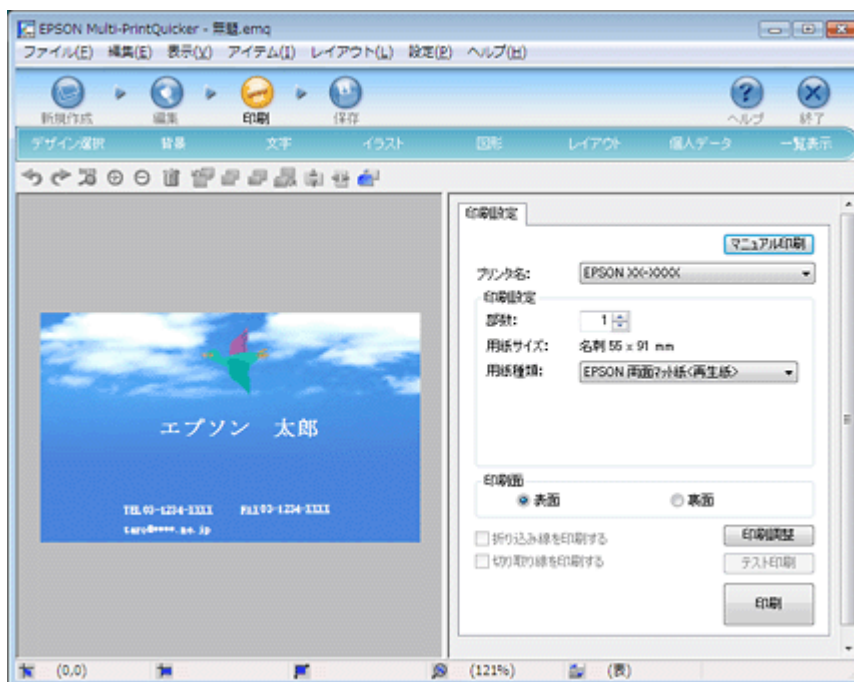 EPSON Multi-PrintQuicker - 無題.emq
ファイル(F) 編集(E) 表示(V) アイテム(I) レイアウト(L) 設定(P) ヘルプ(H)
新規作成 編集 印刷 保存 ヘルプ 終了
デザイン選択 背景 文字 イラスト 図形 レイアウト 個人データ 一覧表示
印刷設定
マニュアル印刷
プリンタ名: EPSON XX-XXXX
印刷設定
部数: 1
用紙サイズ: 名刺 55 x 91 mm
用紙種類: EPSON 両面マット紙<再生紙>
エプソン 太郎
TEL 03-1234-XXXX FAX 03-1234-XXXX
taro@****.ne.jp
印刷面
表面 裏面
折り込み線を印刷する 印刷調整
切り取り線を印刷する テスト印刷
印刷
(0,0) (121%) (表)